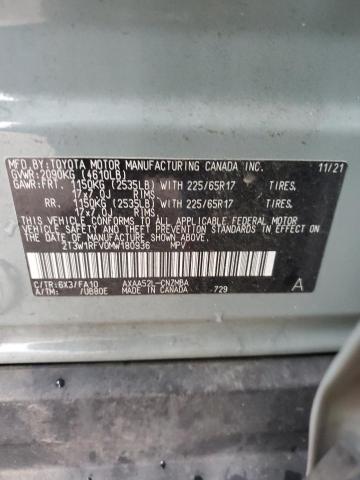 MFD.BY:TOYOTA MOTOR MANUFACTURING CANADA INC. 11/21
GVWR:2090KG (4610LB)
GAWR:FRT. 1150KG (2535LB) WITH 225/65R17 TIRES,
17x7.0J RIMS,
RR. 1150KG (2535LB) WITH 225/65R17 TIRES,
17x7.0J RIMS,
THIS VEHICLE CONFORMS TO ALL APPLICABLE FEDERAL MOTOR
VEHICLE SAFETY STANDARDS IN EFFECT ON THE DATE OF
MANUFACTURE SHOWN ABOVE.
2T3W1RFV0MW180936 MPV
C/TR:6X3/FA10 AXAA52L-CNZMBA
A/TM: /UB80E MADE IN CANADA 729 A